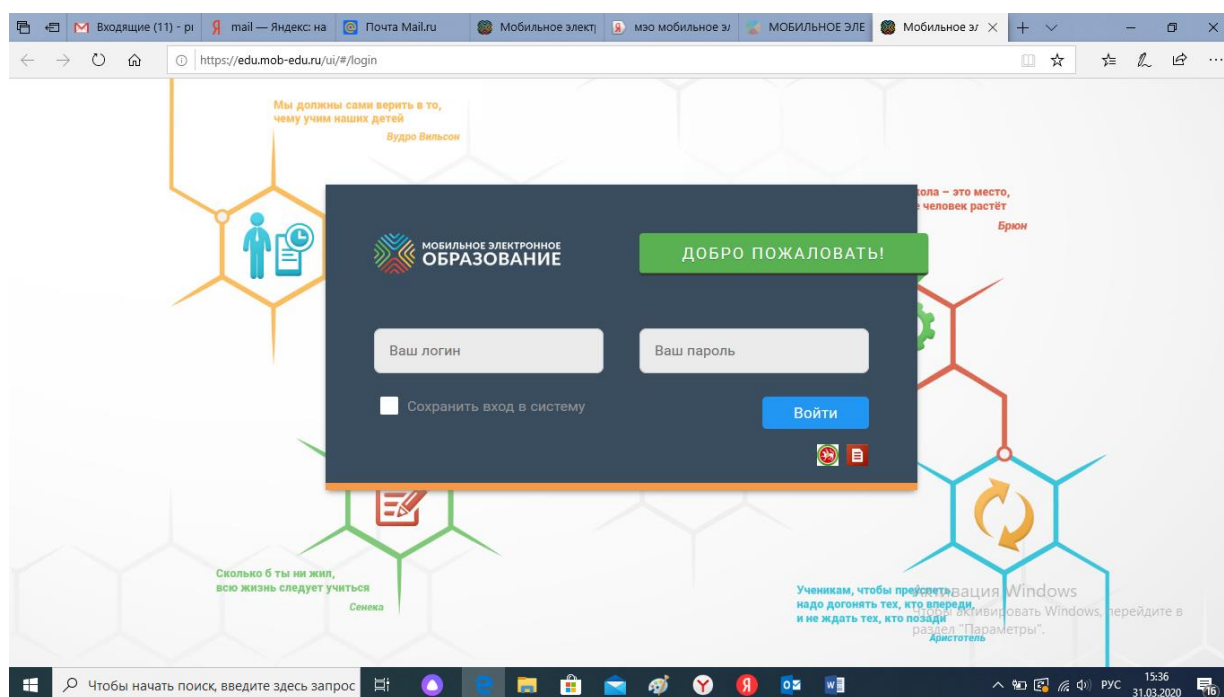 Входящие (11) - pr
mail — Яндекс: на
Почта Mail.ru
Мобильное электр
мэо мобильное эл
МОБИЛЬНОЕ ЭЛЕ
Мобильное эл
https://edu.mob-edu.ru/ui/#/login
Мы должны сами верить в то,
чему учим наших детей
Вудро Вильсон
кола – это место,
е человек растёт
Брюн
МОБИЛЬНОЕ ЭЛЕКТРОННОЕ
ОБРАЗОВАНИЕ
ДОБРО ПОЖАЛОВАТЬ!
Ваш логин
Ваш пароль
Сохранить вход в систему
Войти
Сколько б ты ни жил,
всю жизнь следует учиться
Сенека
Ученикам, чтобы преуспеть,
надо догонять тех, кто впереди,
и не ждать тех, кто позади
Аристотель
Активация Windows
Чтобы активировать Windows, перейдите в
раздел "Параметры".
Чтобы начать поиск, введите здесь запрос
РУС
15:36
31.03.2020
16